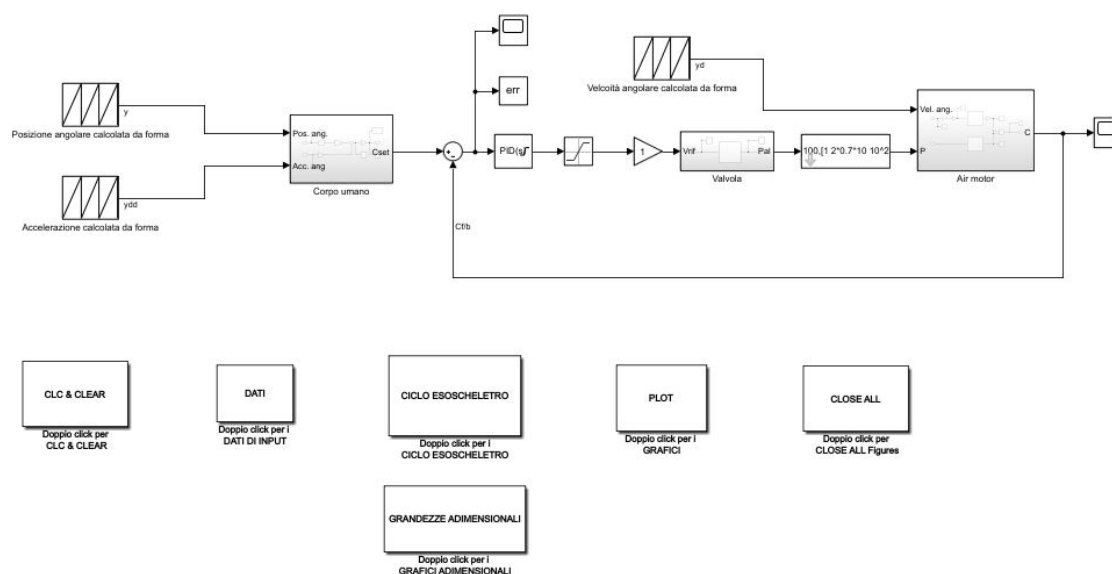 err
yd
Velcoità angolare calcolata da forma
y
Posizione angolare calcolata da forma
Pos. ang.
Acc. ang
Cset
Corpo umano
ydd
Accelerazione calcolata da forma
+
-
PID(s)
1
Vrif
Pal
Valvola
100,[1 2*0.7*10 10^2
Vel. ang.
P
C
Air motor
Cf/b
CLC & CLEAR
Doppio click per
CLC & CLEAR
DATI
Doppio click per i
DATI DI INPUT
CICLO ESOSCHELETRO
Doppio click per i
CICLO ESOSCHELETRO
PLOT
Doppio click per i
GRAFICI
CLOSE ALL
Doppio click per
CLOSE ALL Figures
GRANDEZZE ADIMENSIONALI
Doppio click per i
GRAFICI ADIMENSIONALI